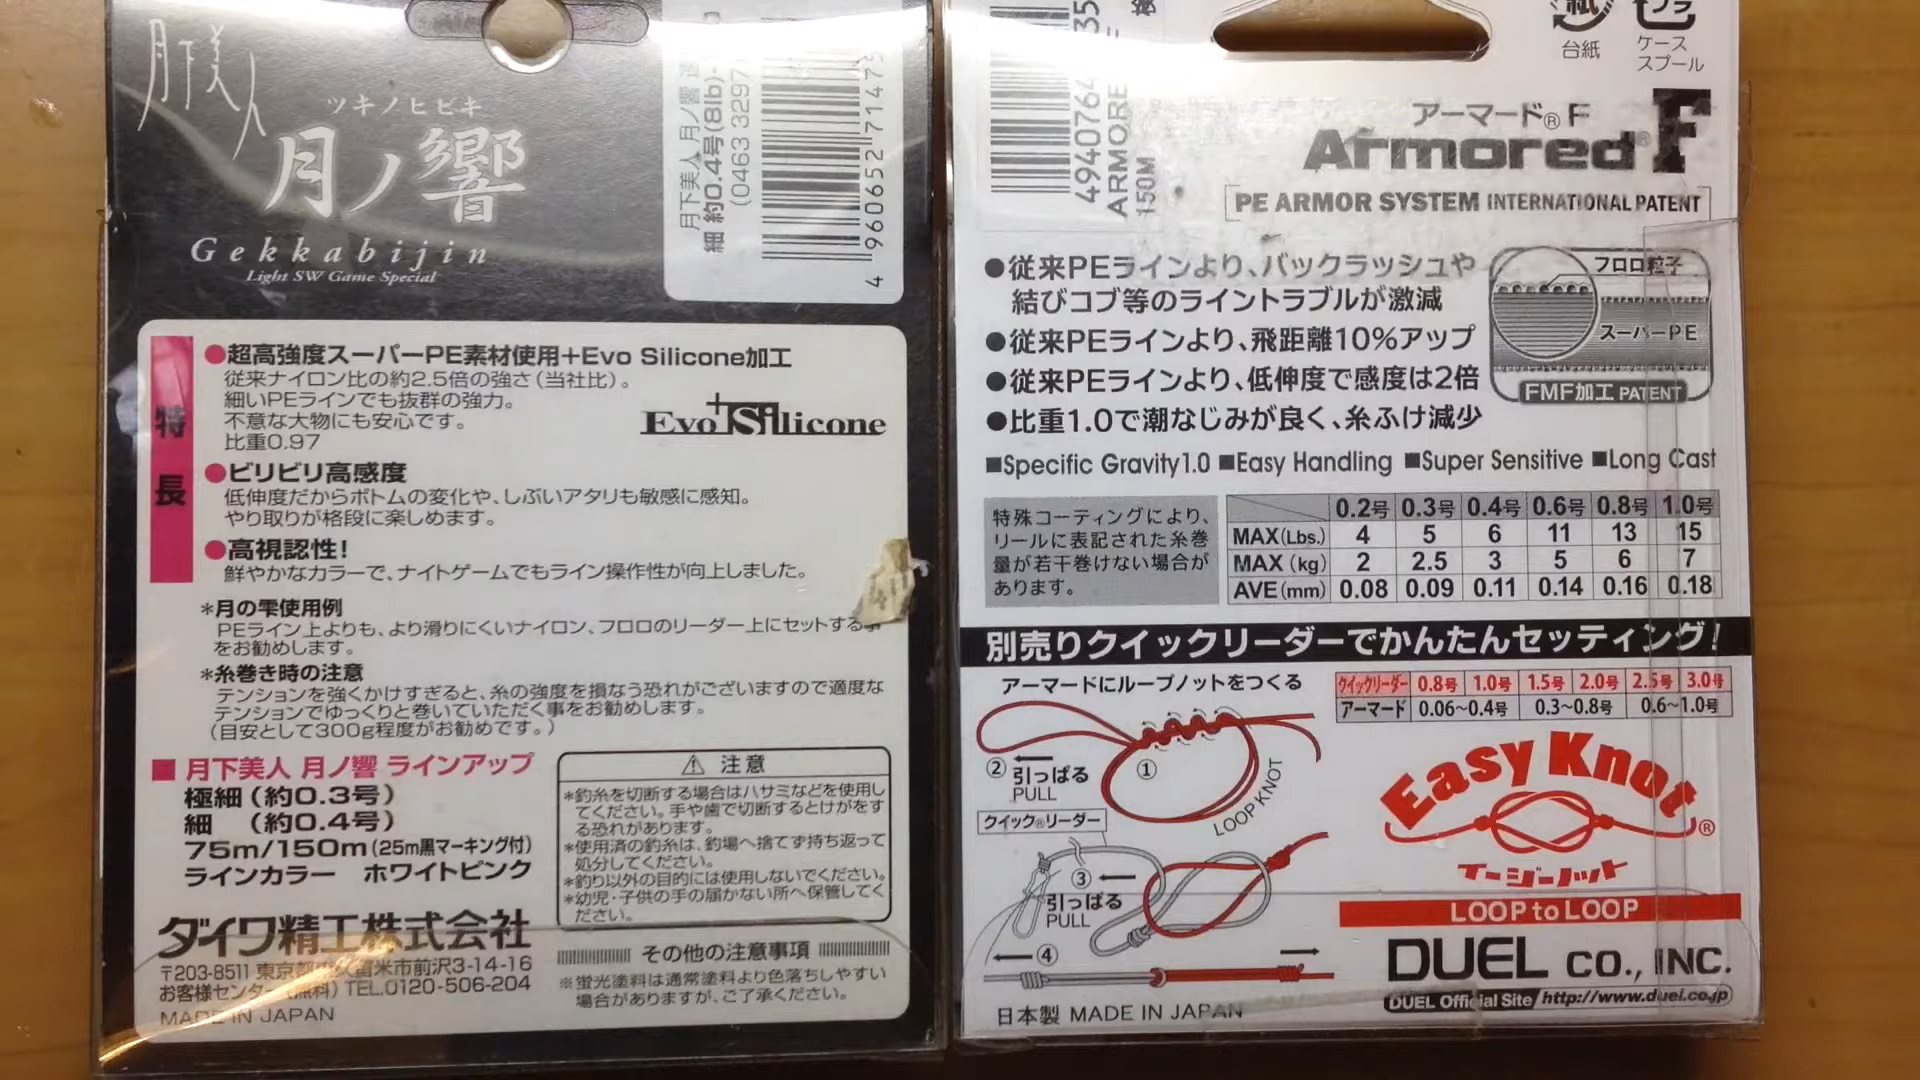 月下美人
ツキノヒビキ
月ノ響
Gekkabijin
Light SW Game Special
月下美人 月ノ響
細 約0.4号(8lb)-
(0463 3297
4 960652 71475
特長
●超高強度スーパーPE素材使用+Evo Silicone加工
従来ナイロン比の約2.5倍の強さ(当社比)。
細いPEラインでも抜群の強力。
不意な大物にも安心です。
比重0.97
Evo+Silicone
●ビリビリ高感度
低伸度だからボトムの変化や、しぶいアタリも敏感に感知。
やり取りが格段に楽しめます。
●高視認性!
鮮やかなカラーで、ナイトゲームでもライン操作性が向上しました。
*月の雫使用例
PEライン上よりも、より滑りにくいナイロン、フロロのリーダー上にセットする事
をお勧めします。
*糸巻き時の注意
テンションを強くかけすぎると、糸の強度を損なう恐れがございますので適度な
テンションでゆっくりと巻いていただく事をお勧めします。
(目安として300g程度がお勧めです。)
■月下美人 月ノ響 ラインアップ
極細(約0.3号)
細 (約0.4号)
75m/150m(25m黒マーキング付)
ラインカラー ホワイトピンク
ダイワ精工株式会社
〒203-8511 東京都東久留米市前沢3-14-16
お客様センター(無料) TEL.0120-506-204
MADE IN JAPAN
⚠ 注意
*釣糸を切断する場合はハサミなどを使用し
てください。手や歯で切断するとけがをす
る恐れがあります。
*使用済の釣糸は、釣場へ捨てず持ち返って
処分してください。
*釣り以外の目的には使用しないでください。
*幼児・子供の手の届かない所へ保管してく
ださい。
その他の注意事項
※蛍光塗料は通常塗料より色落ちしやすい
場合がありますが、ご了承ください。
4940764
ARMORE
150M
紙
台紙
プラ
ケース
スプール
アーマード® F
Armored® F
PE ARMOR SYSTEM INTERNATIONAL PATENT
●従来PEラインより、バックラッシュや
結びコブ等のライントラブルが激減
●従来PEラインより、飛距離10%アップ
●従来PEラインより、低伸度で感度は2倍
●比重1.0で潮なじみが良く、糸ふけ減少
フロロ粒子
スーパーPE
FMF加工 PATENT
■Specific Gravity1.0 ■Easy Handling ■Super Sensitive ■Long Cast
特殊コーティングにより、
リールに表記された糸巻
量が若干巻けない場合が
あります。
0.2号 0.3号 0.4号 0.6号 0.8号 1.0号
MAX(Lbs.) 4 5 6 11 13 15
MAX(kg) 2 2.5 3 5 6 7
AVE(mm) 0.08 0.09 0.11 0.14 0.16 0.18
別売りクイックリーダーでかんたんセッティング!
アーマードにループノットをつくる
クイックリーダー 0.8号 1.0号 1.5号 2.0号 2.5号 3.0号
アーマード 0.06~0.4号 0.3~0.8号 0.6~1.0号
①
② 引っぱる
PULL
LOOP KNOT
クイック®リーダー
③
引っぱる
PULL
④
Easy Knot®
イージーノット
LOOP to LOOP
DUEL CO., INC.
DUEL Official Site http://www.duel.co.jp
日本製 MADE IN JAPAN